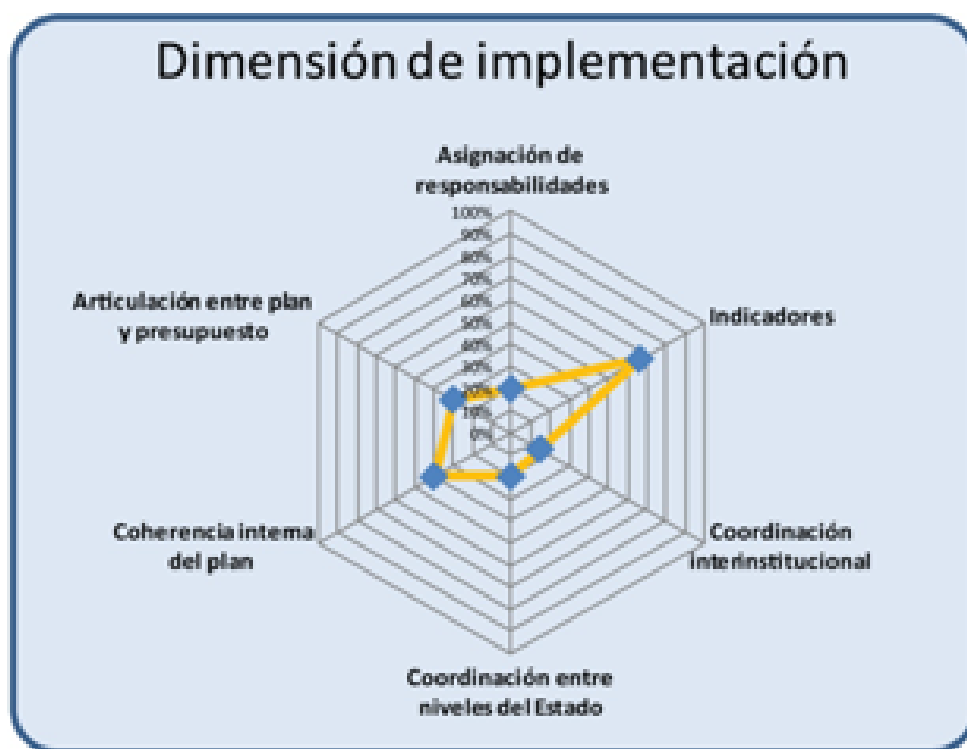 Dimensión de implementación
Asignación de
responsabilidades
100%
90%
80%
70%
60%
50%
40%
30%
20%
10%
0%
Indicadores
Coordinación
interinstitucional
Coordinación entre
niveles del Estado
Coherencia interna
del plan
Articulación entre plan
y presupuesto